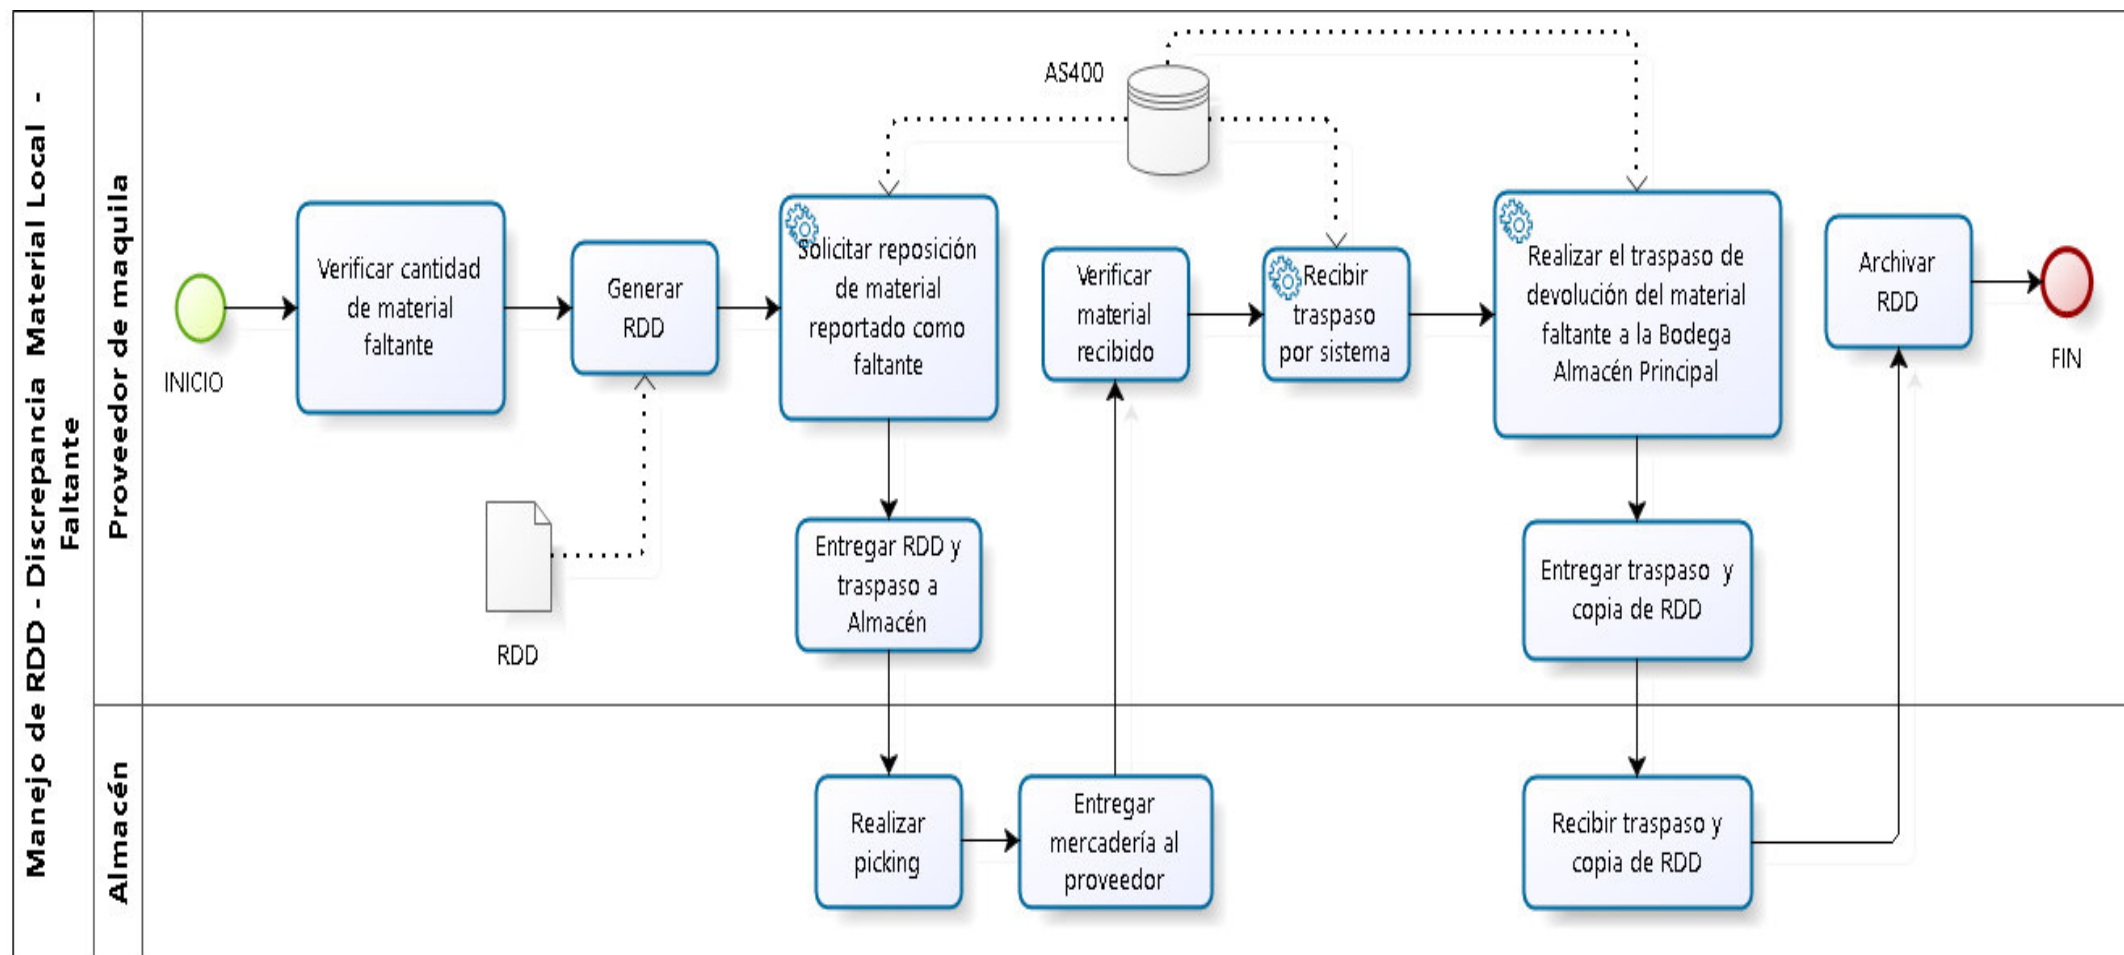 Manejo de RDD - Discrepancia Material Local -
Faltante
Proveedor de maquila
Almacén
INICIO
Verificar cantidad
de material
faltante
Generar
RDD
RDD
Solicitar reposición
de material
reportado como
faltante
AS400
Entregar RDD y
traspaso a
Almacén
Realizar
picking
Entregar
mercadería al
proveedor
Verificar
material
recibido
Recibir
traspaso
por sistema
Realizar el traspaso de
devolución del material
faltante a la Bodega
Almacén Principal
Entregar traspaso y
copia de RDD
Recibir traspaso y
copia de RDD
Archivar
RDD
FIN